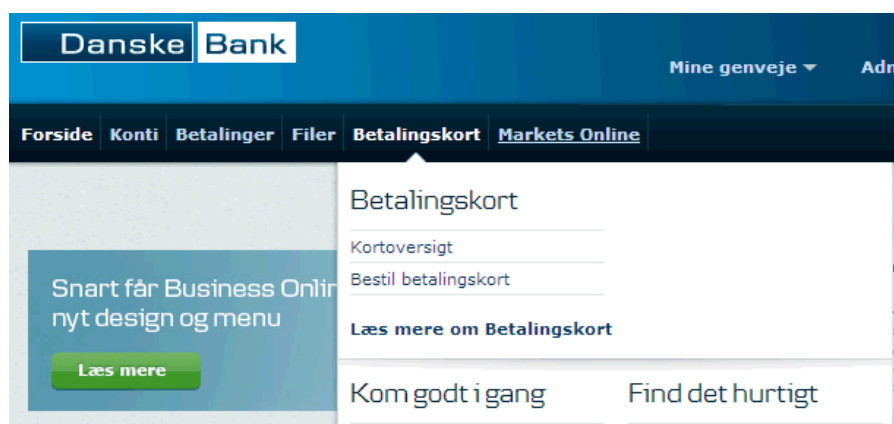 Danske Bank
Mine genveje
Forside Konti Betalinger Filer Betalingskort Markets Online
Betalingskort
Kortoversigt
Bestil betalingskort
Læs mere om Betalingskort
Snart får Business
nyt design og menu
Læs mere
Kom godt i gang
Find det hurtigt